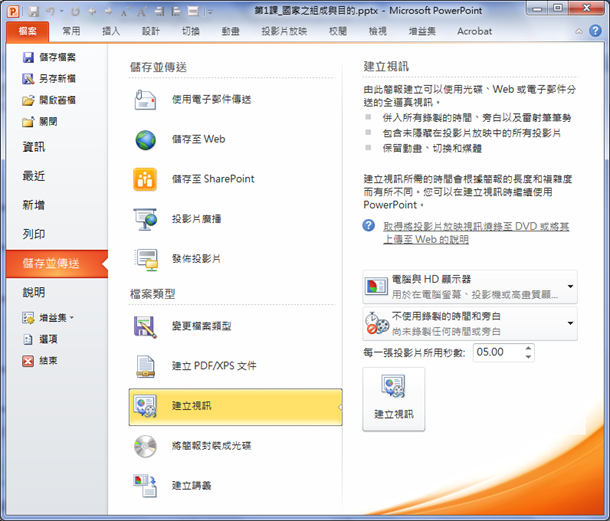 第1課_國家之組成與目的.pptx - Microsoft PowerPoint
檔案 常用 插入 設計 切換 動畫 投影片放映 校閱 檢視 增益集 Acrobat
儲存檔案
另存新檔
開啟舊檔
關閉
資訊
最近
新增
列印
儲存並傳送
說明
增益集
選項
結束
儲存並傳送
使用電子郵件傳送
儲存至 Web
儲存至 SharePoint
投影片廣播
發佈投影片
檔案類型
變更檔案類型
建立 PDF/XPS 文件
建立視訊
將簡報封裝成光碟
建立講義
建立視訊
由此簡報建立可以使用光碟、Web 或電子郵件分
送的全逼真視訊。
併入所有錄製的時間、旁白以及雷射筆筆勢
包含未隱藏在投影片放映中的所有投影片
保留動畫、切換和媒體
建立視訊所需的時間會根據簡報的長度和複雜度
而有所不同。您可以在建立視訊時繼續使用
PowerPoint。
取得將投影片放映視訊燒錄至 DVD 或將其
上傳至 Web 的說明
電腦與 HD 顯示器
用於在電腦螢幕、投影機或高畫質顯...
不使用錄製的時間和旁白
尚未錄製任何時間或旁白
每一張投影片所用秒數: 05.00
建立視訊